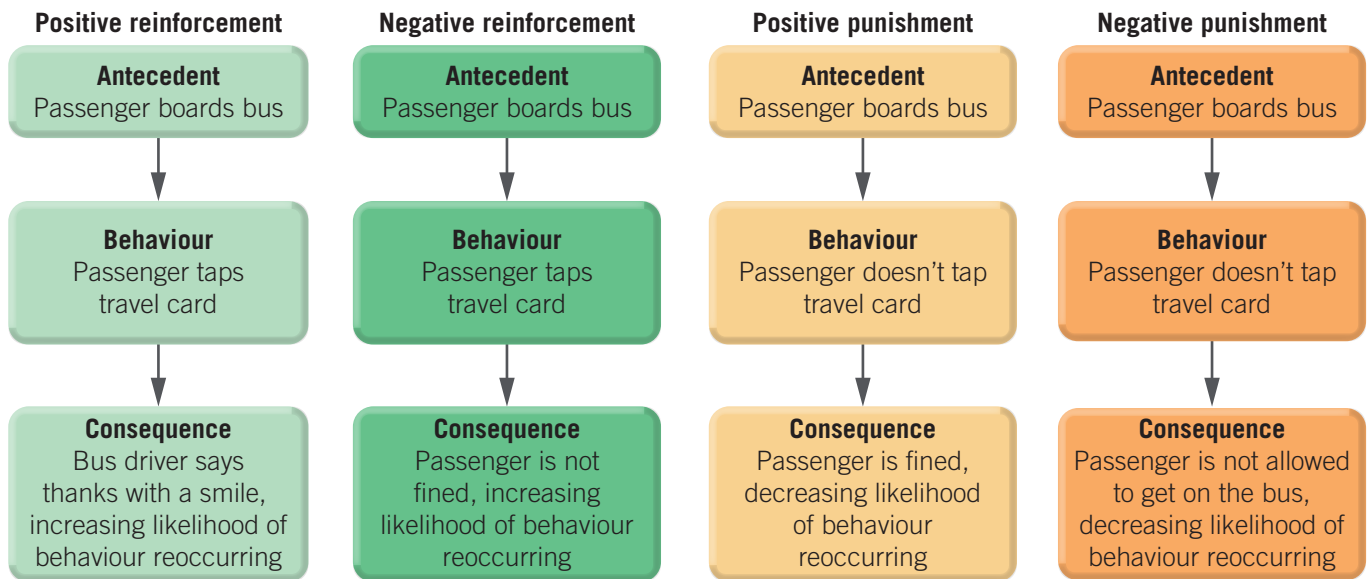 Positive reinforcement
Antecedent
Passenger boards bus
Behaviour
Passenger taps
travel card
Consequence
Bus driver says
thanks with a smile,
increasing likelihood of
behaviour reoccurring
Negative reinforcement
Antecedent
Passenger boards bus
Behaviour
Passenger taps
travel card
Consequence
Passenger is not
fined, increasing
likelihood of behaviour
reoccurring
Positive punishment
Antecedent
Passenger boards bus
Behaviour
Passenger doesn’t tap
travel card
Consequence
Passenger is fined,
decreasing likelihood
of behaviour
reoccurring
Negative punishment
Antecedent
Passenger boards bus
Behaviour
Passenger doesn’t tap
travel card
Consequence
Passenger is not allowed
to get on the bus,
decreasing likelihood of
behaviour reoccurring